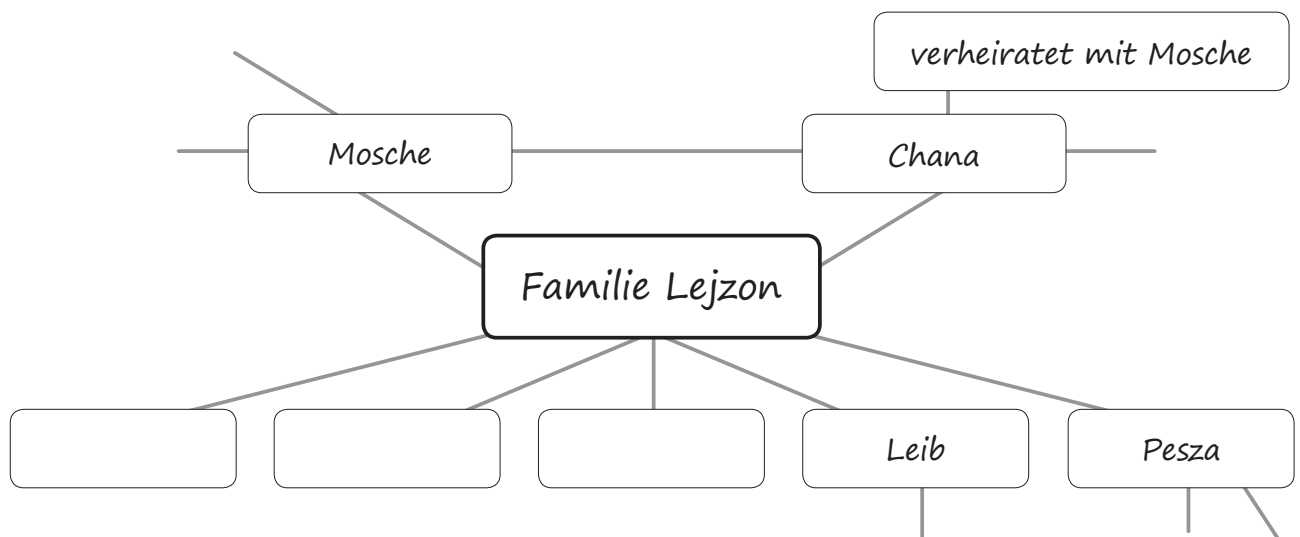 verheiratet mit Mosche
Mosche
Chana
Familie Lejzon
Leib
Pesza